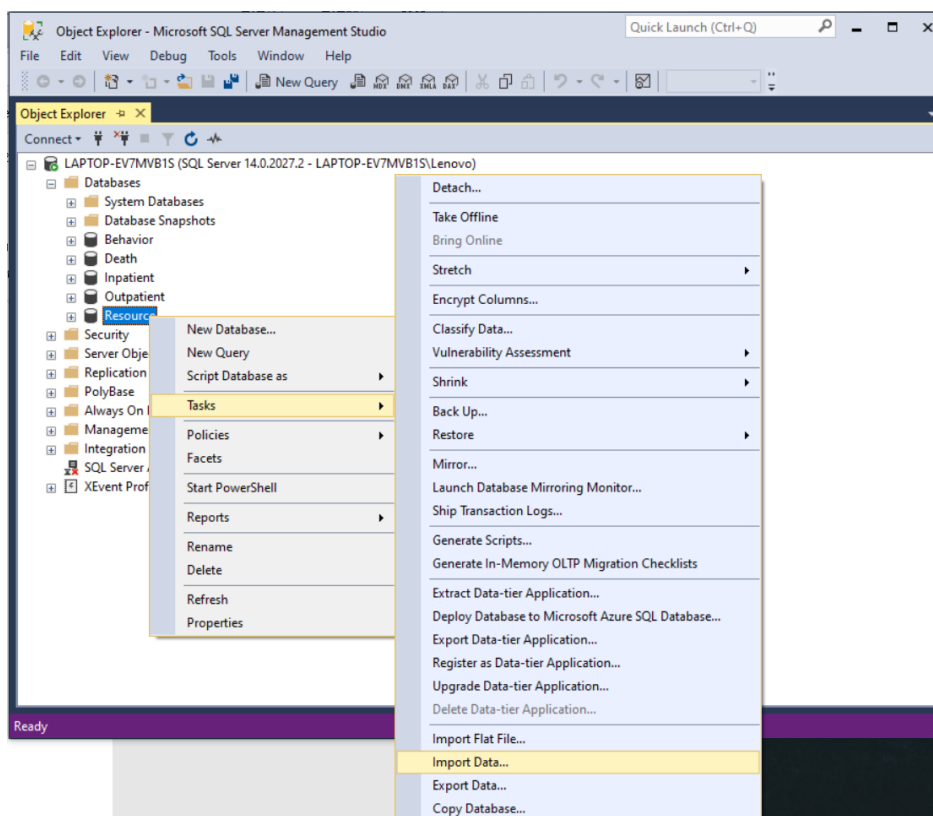 Object Explorer - Microsoft SQL Server Management Studio
Quick Launch (Ctrl+Q)
File Edit View Debug Tools Window Help
New Query MDX DMX XMLA DAX
Object Explorer
Connect
LAPTOP-EV7MVB1S (SQL Server 14.0.2027.2 - LAPTOP-EV7MVB1S\Lenovo)
Databases
System Databases
Database Snapshots
Behavior
Death
Inpatient
Outpatient
Resource
Security
Server Obje
Replication
PolyBase
Always On
Manageme
Integration
SQL Server
XEvent Prof
New Database...
New Query
Script Database as
Tasks
Policies
Facets
Start PowerShell
Reports
Rename
Delete
Refresh
Properties
Detach...
Take Offline
Bring Online
Stretch
Encrypt Columns...
Classify Data...
Vulnerability Assessment
Shrink
Back Up...
Restore
Mirror...
Launch Database Mirroring Monitor...
Ship Transaction Logs...
Generate Scripts...
Generate In-Memory OLTP Migration Checklists
Extract Data-tier Application...
Deploy Database to Microsoft Azure SQL Database...
Export Data-tier Application...
Register as Data-tier Application...
Upgrade Data-tier Application...
Delete Data-tier Application...
Import Flat File...
Import Data...
Export Data...
Copy Database...
Ready